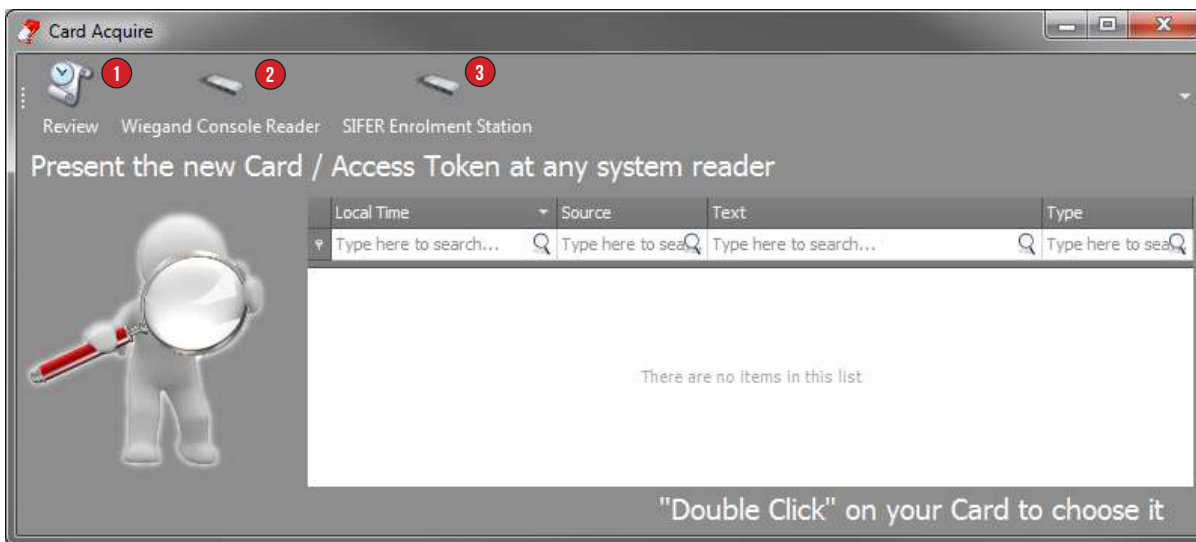 Card Acquire
1 2 3
Review Wiegand Console Reader SIFER Enrolment Station
Present the new Card / Access Token at any system reader
Local Time Source Text Type
Type here to search... Type here to sea Type here to search... Type here to sea
There are no items in this list
"Double Click" on your Card to choose it